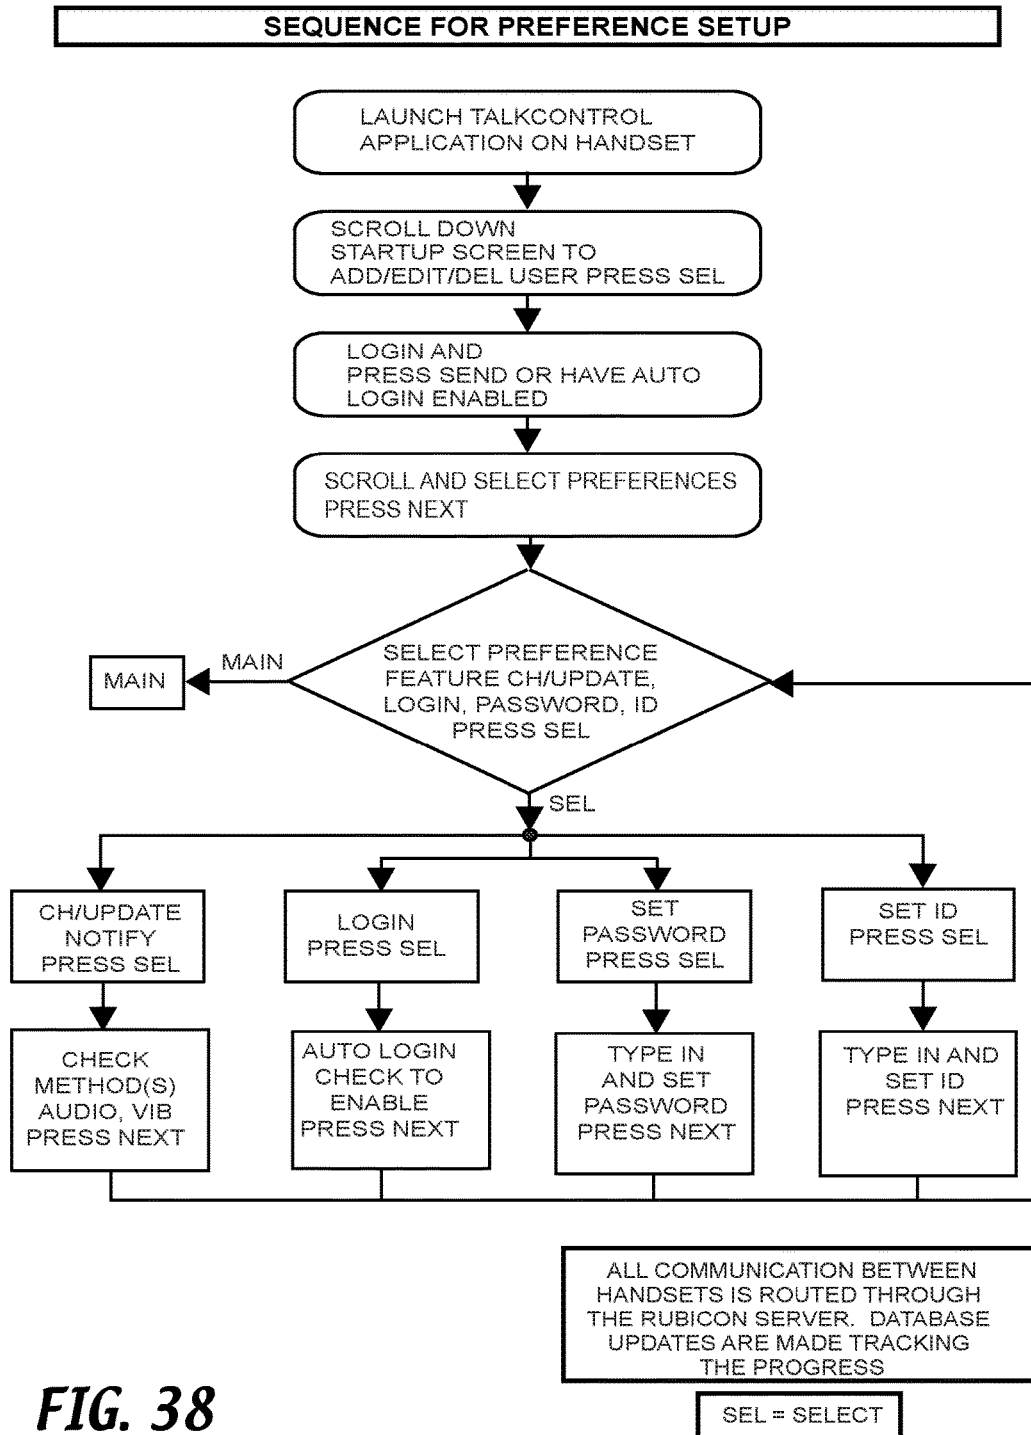 SEQUENCE FOR PREFERENCE SETUP
LAUNCH TALKCONTROL
APPLICATION ON HANDSET
SCROLL DOWN
STARTUP SCREEN TO
ADD/EDIT/DEL USER PRESS SEL
LOGIN AND
PRESS SEND OR HAVE AUTO
LOGIN ENABLED
SCROLL AND SELECT PREFERENCES
PRESS NEXT
MAIN
MAIN
SELECT PREFERENCE
FEATURE CH/UPDATE,
LOGIN, PASSWORD, ID
PRESS SEL
SEL
CH/UPDATE
NOTIFY
PRESS SEL
LOGIN
PRESS SEL
SET
PASSWORD
PRESS SEL
SET ID
PRESS SEL
CHECK
METHOD(S)
AUDIO, VIB
PRESS NEXT
AUTO LOGIN
CHECK TO
ENABLE
PRESS NEXT
TYPE IN
AND SET
PASSWORD
PRESS NEXT
TYPE IN AND
SET ID
PRESS NEXT
ALL COMMUNICATION BETWEEN
HANDSETS IS ROUTED THROUGH
THE RUBICON SERVER. DATABASE
UPDATES ARE MADE TRACKING
THE PROGRESS
FIG. 38
SEL = SELECT